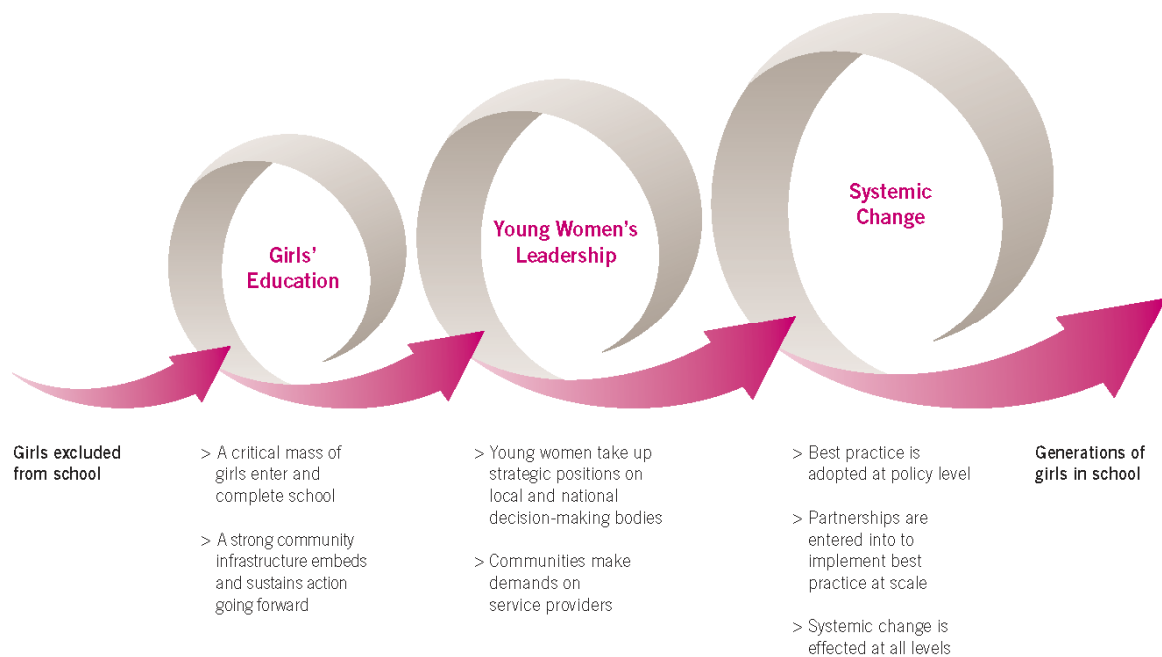 Girls'
Education
Young Women's
Leadership
Systemic
Change
Girls excluded
from school
> A critical mass of
girls enter and
complete school
> A strong community
infrastructure embeds
and sustains action
going forward
> Young women take up
strategic positions on
local and national
decision-making bodies
> Communities make
demands on
service providers
> Best practice is
adopted at policy level
> Partnerships are
entered into to
implement best
practice at scale
> Systemic change is
effected at all levels
Generations of
girls in school